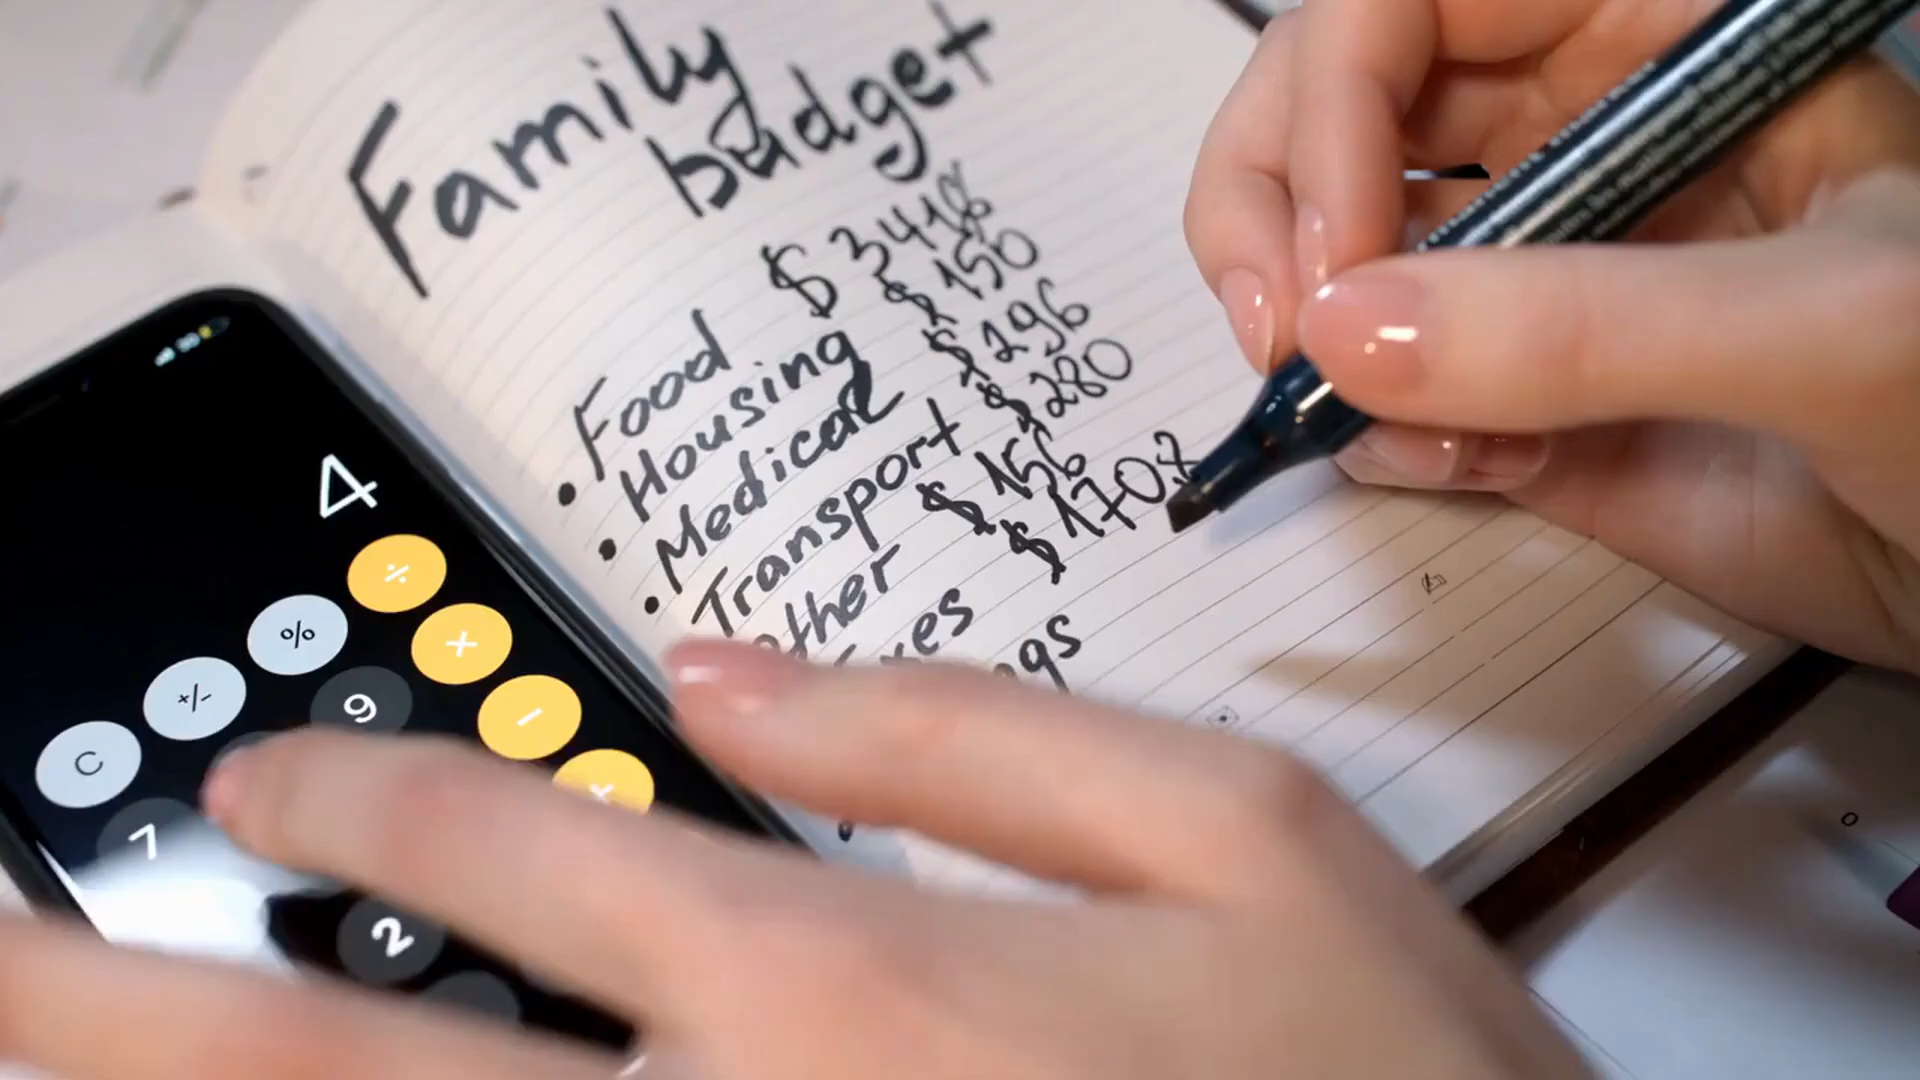 Family
budget
Food $ 3418
• Housing $ 150
• Medical $ 296
• Transport $ 280
other $ 156
$ 1708
4
÷
% ×
+/- 9 −
C
7
2